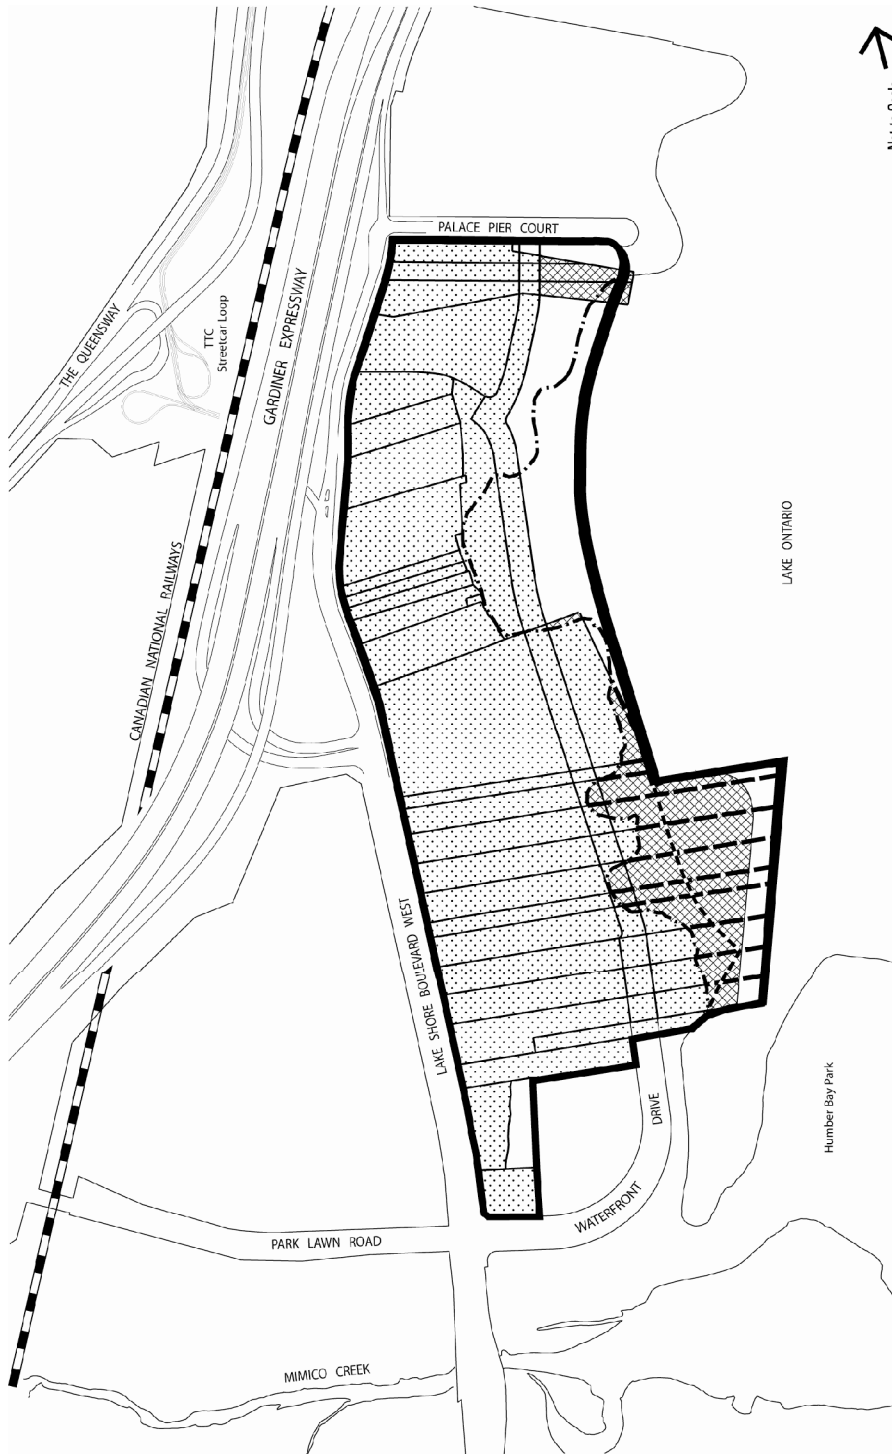 PALACE PIER COURT
THE QUEENSWAY
TTC
Streetcar Loop
GARDINER EXPRESSWAY
LAKE ONTARIO
CANADIAN NATIONAL RAILWAYS
LAKE SHORE BOULEVARD WEST
Humber Bay Park
DRIVE
WATERFRONT
PARK LAWN ROAD
MIMICO CREEK